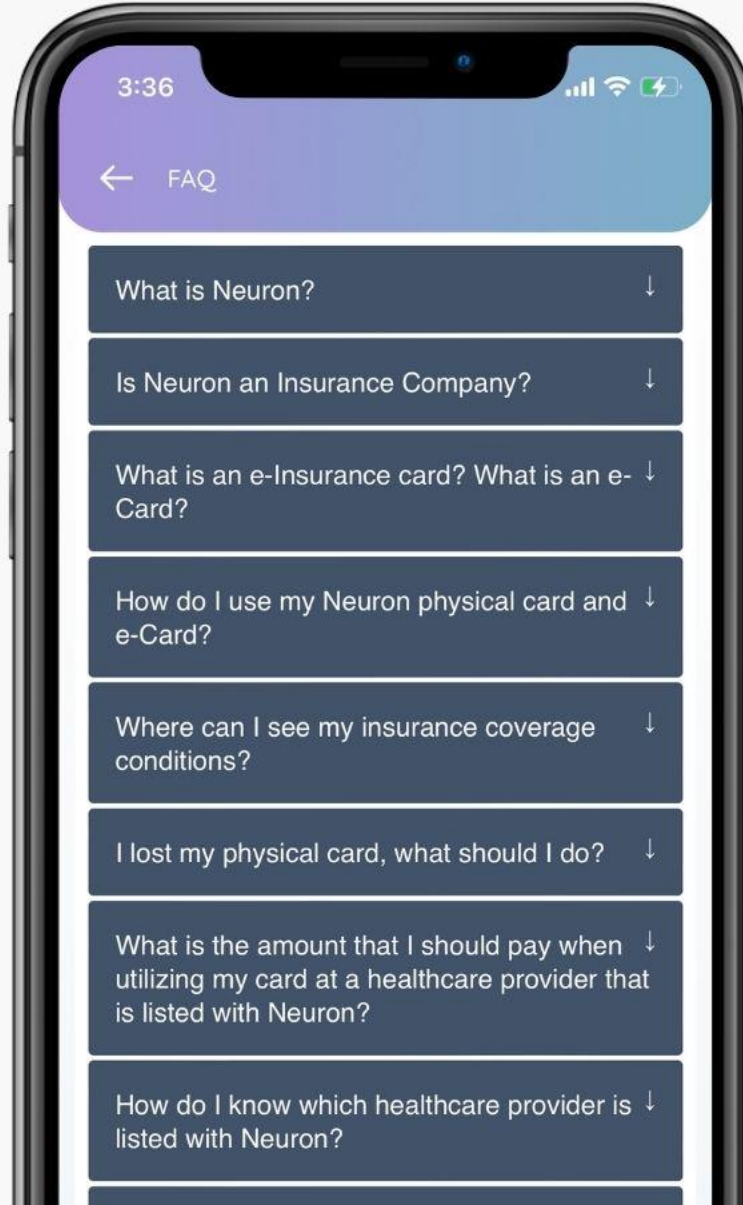 3:36
FAQ
What is Neuron?
Is Neuron an Insurance Company?
What is an e-Insurance card? What is an e-
Card?
How do I use my Neuron physical card and
e-Card?
Where can I see my insurance coverage
conditions?
I lost my physical card, what should I do?
What is the amount that I should pay when
utilizing my card at a healthcare provider that
is listed with Neuron?
How do I know which healthcare provider is
listed with Neuron?